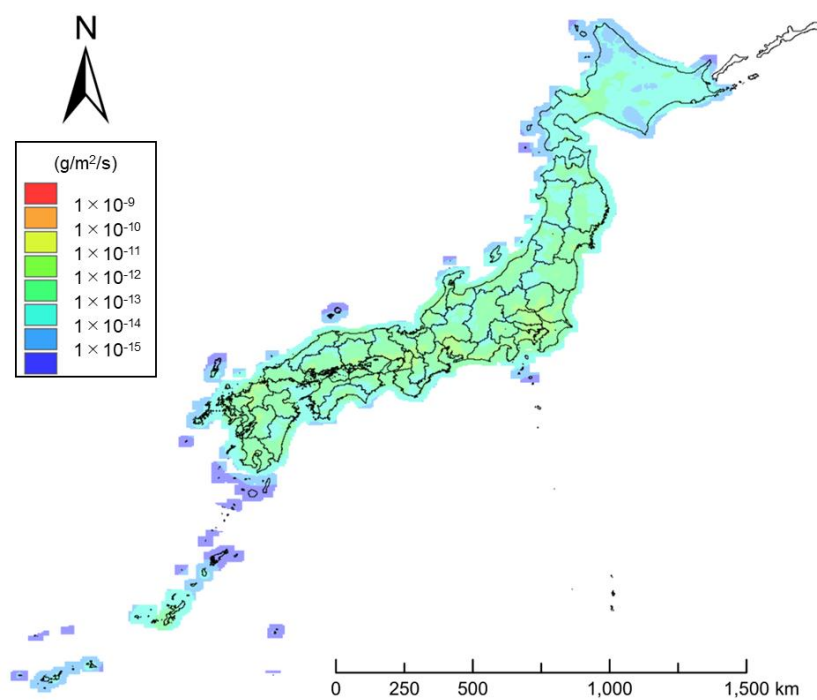 N
(g/m²/s)
1 × 10⁻⁹
1 × 10⁻¹⁰
1 × 10⁻¹¹
1 × 10⁻¹²
1 × 10⁻¹³
1 × 10⁻¹⁴
1 × 10⁻¹⁵
0 250 500 1,000 1,500 km